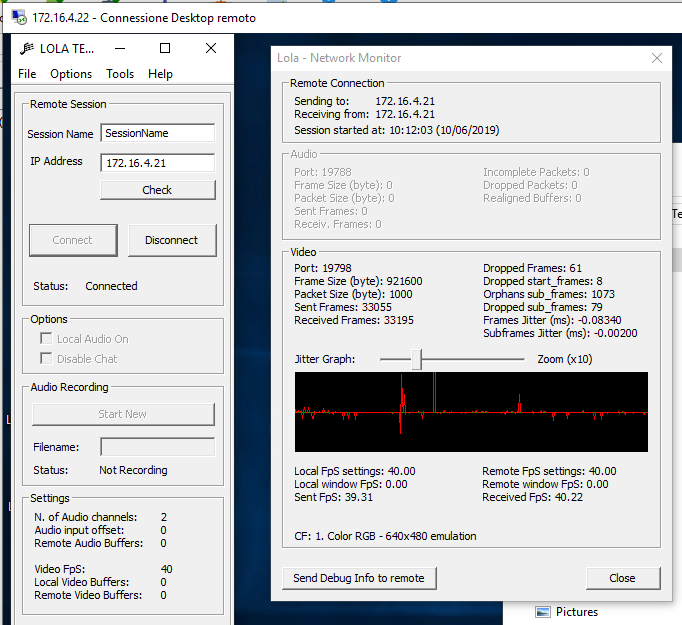 172.16.4.22 - Connessione Desktop remoto
LOLA TE...
File Options Tools Help
Remote Session
Session Name SessionName
IP Address 172.16.4.21
Check
Connect Disconnect
Status: Connected
Options
Local Audio On
Disable Chat
Audio Recording
Start New
Filename:
Status: Not Recording
Settings
N. of Audio channels: 2
Audio input offset: 0
Remote Audio Buffers: 0
Video FpS: 40
Local Video Buffers: 0
Remote Video Buffers: 0
Lola - Network Monitor
Remote Connection
Sending to: 172.16.4.21
Receiving from: 172.16.4.21
Session started at: 10:12:03 (10/06/2019)
Audio
Port: 19788
Frame Size (byte): 0
Packet Size (byte): 0
Sent Frames: 0
Receiv. Frames: 0
Incomplete Packets: 0
Dropped Packets: 0
Realigned Buffers: 0
Video
Port: 19798
Frame Size (byte): 921600
Packet Size (byte): 1000
Sent Frames: 33055
Received Frames: 33195
Dropped Frames: 61
Dropped start_frames: 8
Orphans sub_frames: 1073
Dropped sub_frames: 79
Frames Jitter (ms): -0.08340
Subframes Jitter (ms): -0.00200
Jitter Graph: Zoom (x10)
Local FpS settings: 40.00
Local window FpS: 0.00
Sent FpS: 39.31
Remote FpS settings: 40.00
Remote window FpS: 0.00
Received FpS: 40.22
CF: 1. Color RGB - 640x480 emulation
Send Debug Info to remote Close
Te
Pictures